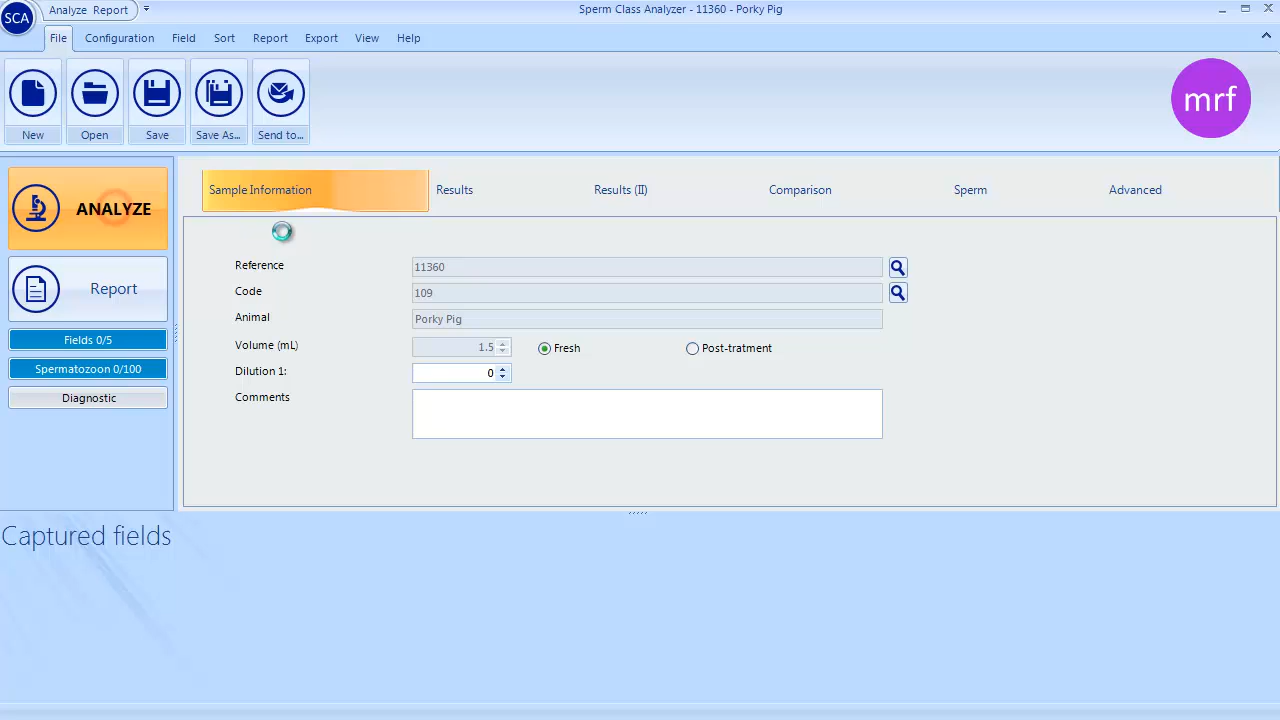 SCA
Analyze Report
Sperm Class Analyzer - 11360 - Porky Pig
File Configuration Field Sort Report Export View Help
New Open Save Save As... Send to...
mrf
ANALYZE
Report
Fields 0/5
Spermatozoon 0/100
Diagnostic
Sample Information Results Results (II) Comparison Sperm Advanced
Reference 11360
Code 109
Animal Porky Pig
Volume (mL) 1.5 Fresh Post-tratment
Dilution 1: 0
Comments
Captured fields